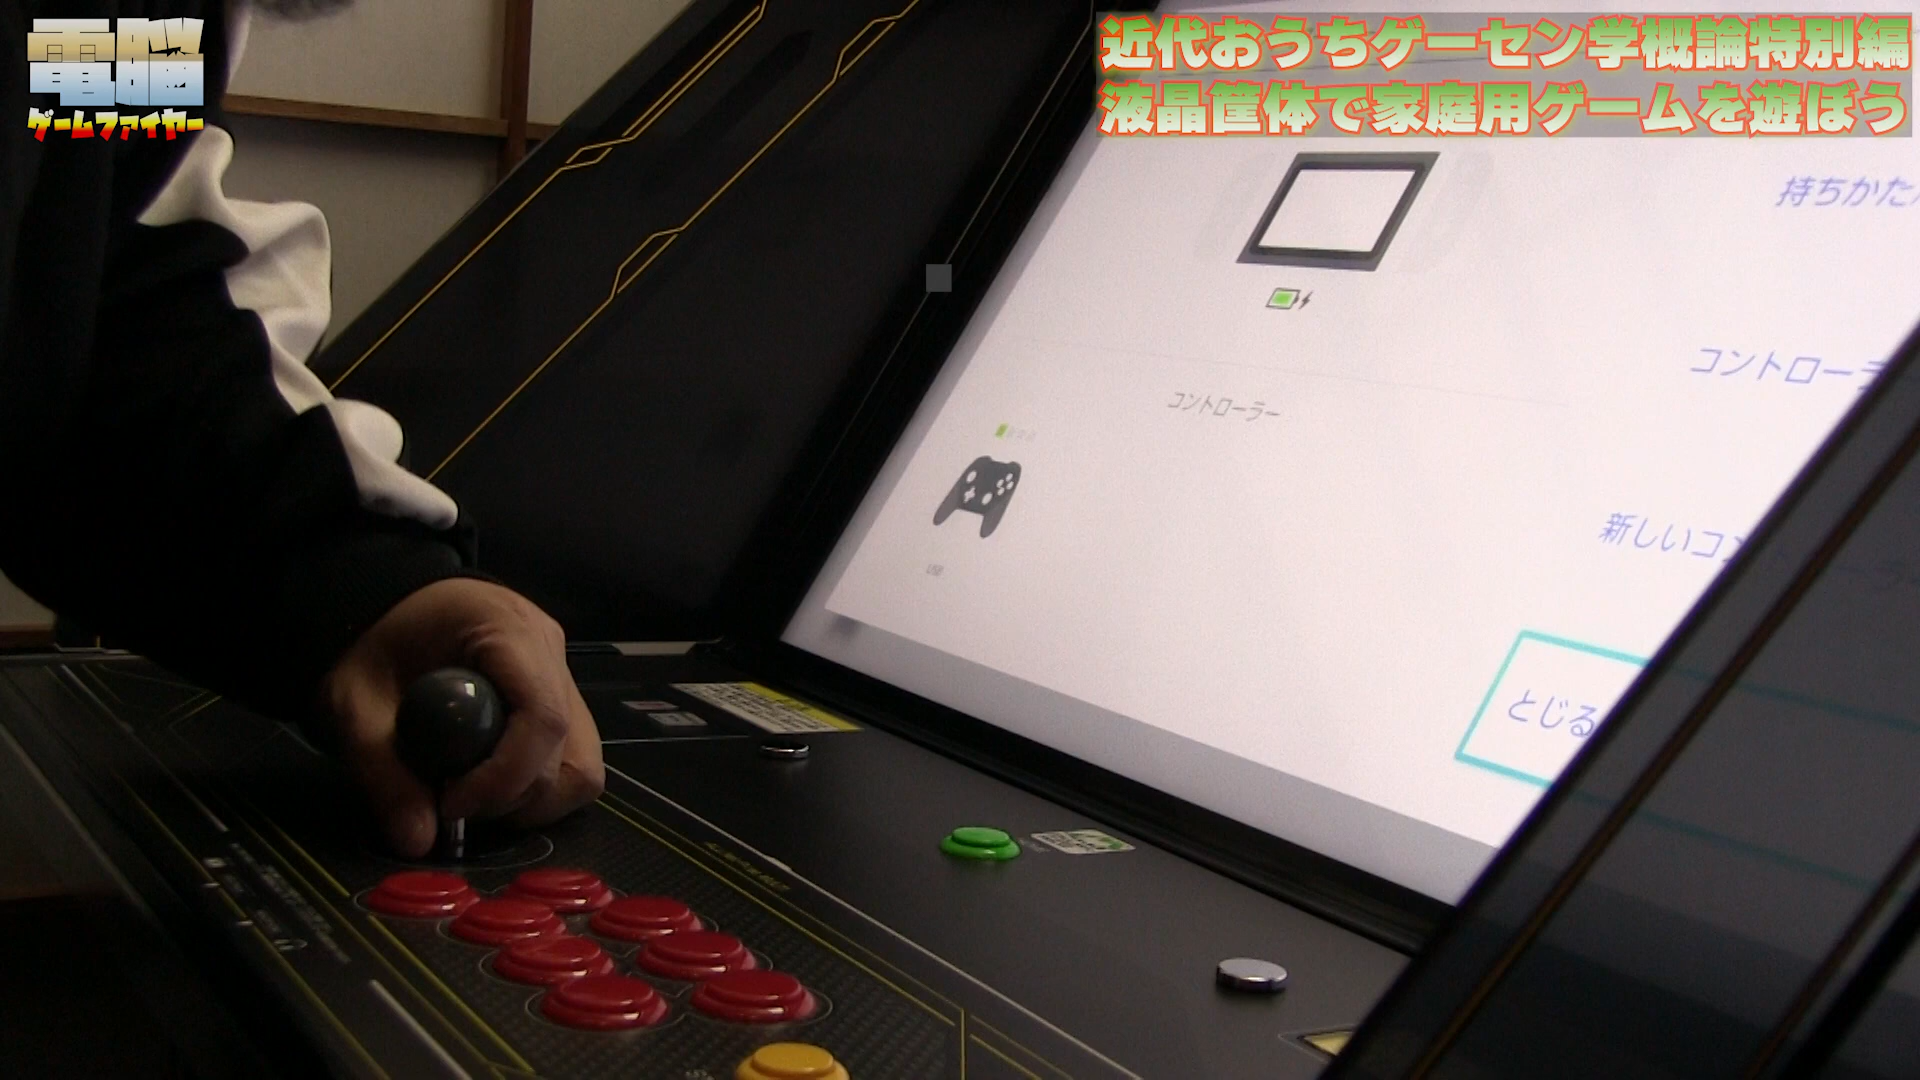 電脳
ゲームファイヤー
近代おうちゲーセン学概論特別編
液晶筐体で家庭用ゲームを遊ぼう
持ちかた
コントローラ
コントローラー
新しいコン
USB
とじる